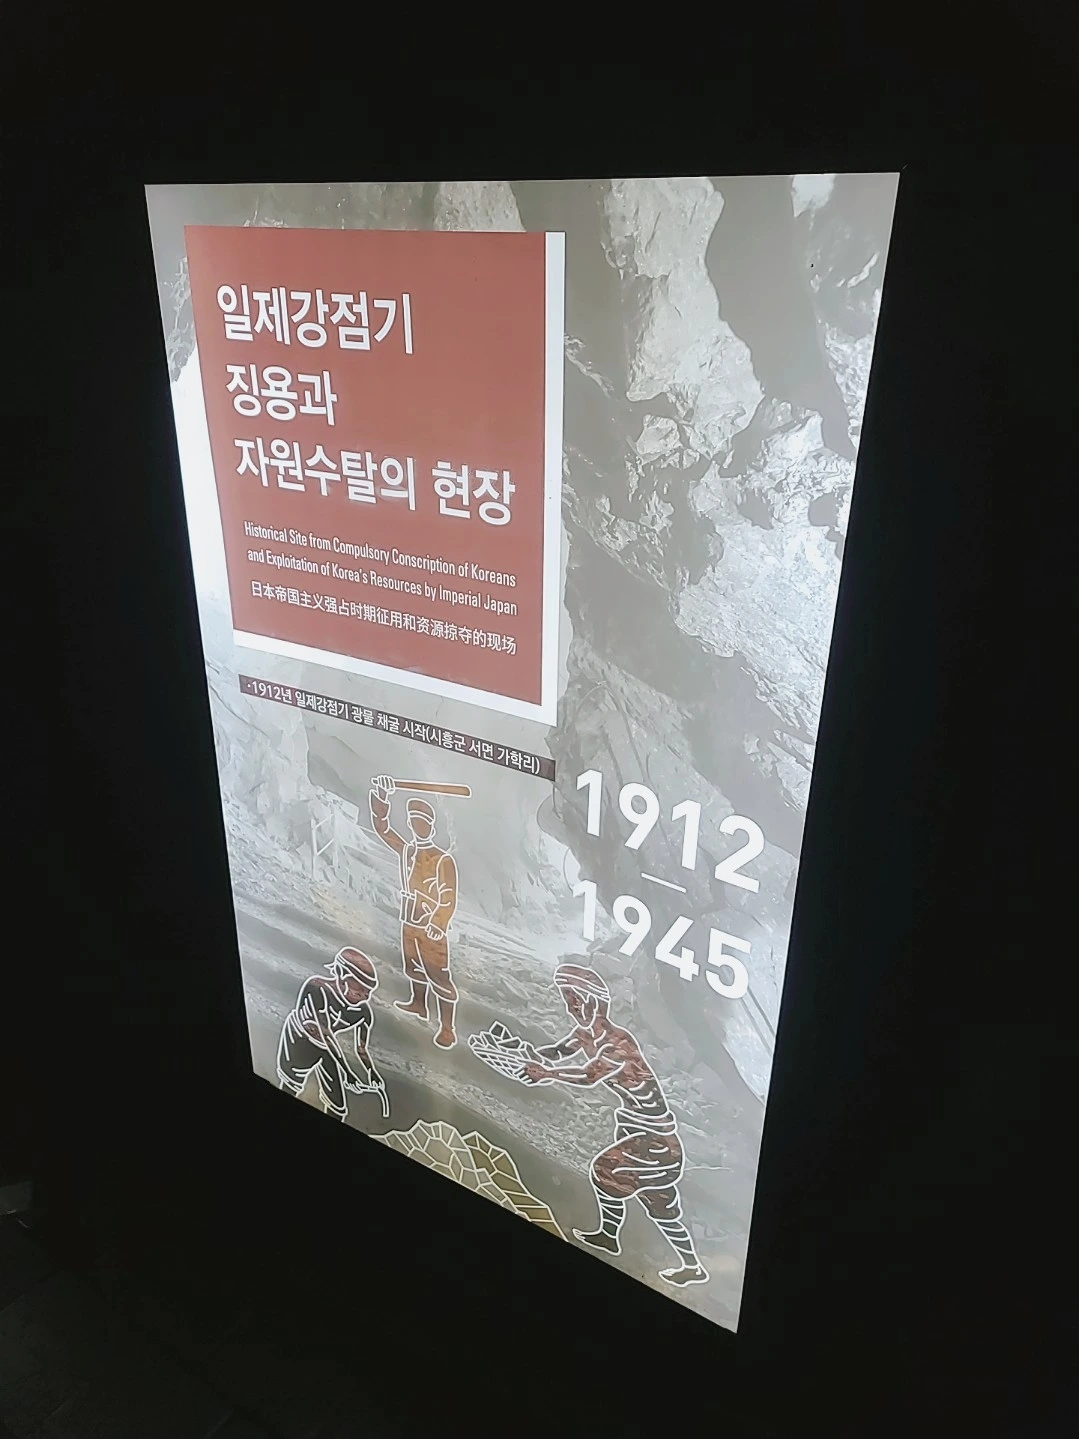 일제강점기
징용과
자원수탈의 현장
Historical Site from Compulsory Conscription of Koreans
and Exploitation of Korea's Resources by Imperial Japan
日本帝国主义强占时期征用和资源掠夺的现场
·1912년 일제강점기 광물 채굴 시작(시흥군 서면 가학리)
1912
1945